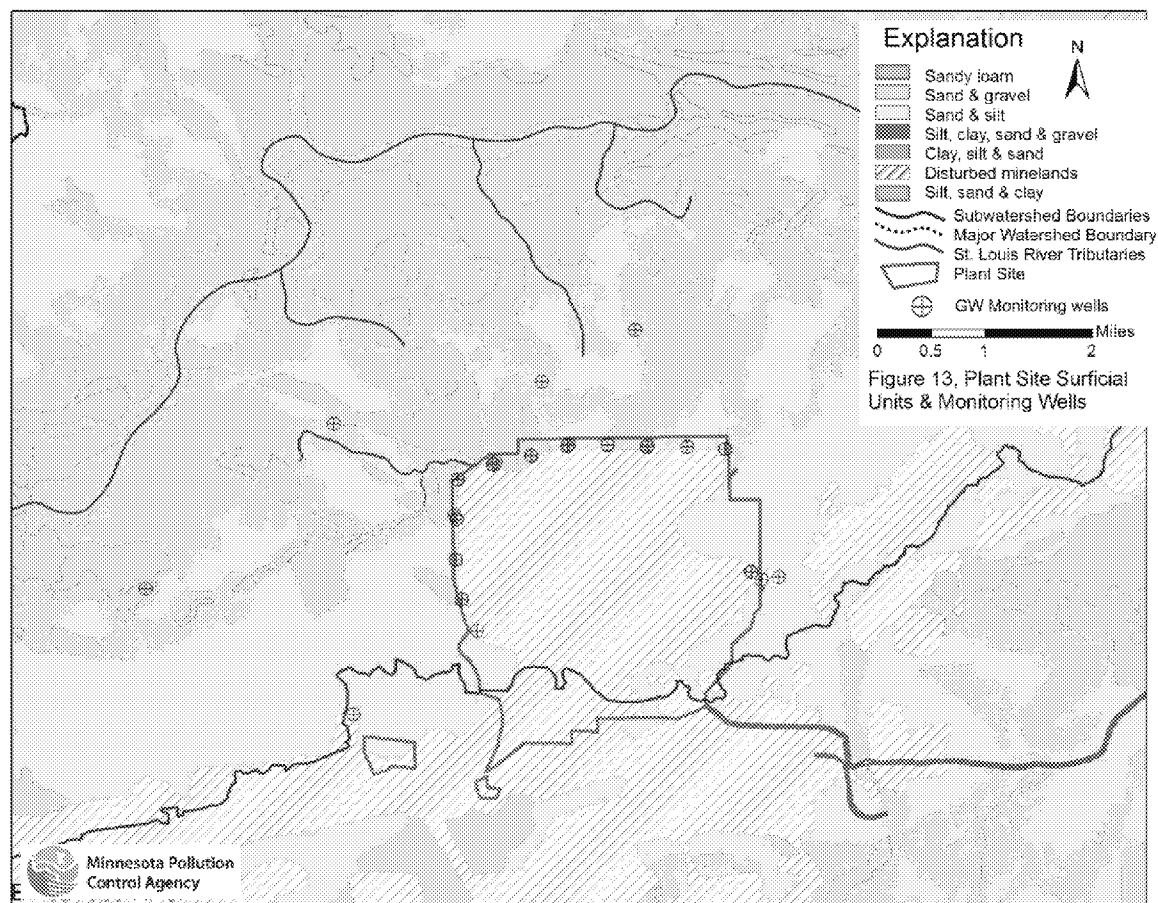 Explanation
N
Sandy loam
Sand & gravel
Sand & silt
Silt, clay, sand & gravel
Clay, silt & sand
Disturbed minelands
Silt, sand & clay
Subwatershed Boundaries
Major Watershed Boundary
St. Louis River Tributaries
Plant Site
GW Monitoring wells
Miles
0 0.5 1 2
Figure 13, Plant Site Surficial
Units & Monitoring Wells
Minnesota Pollution
Control Agency